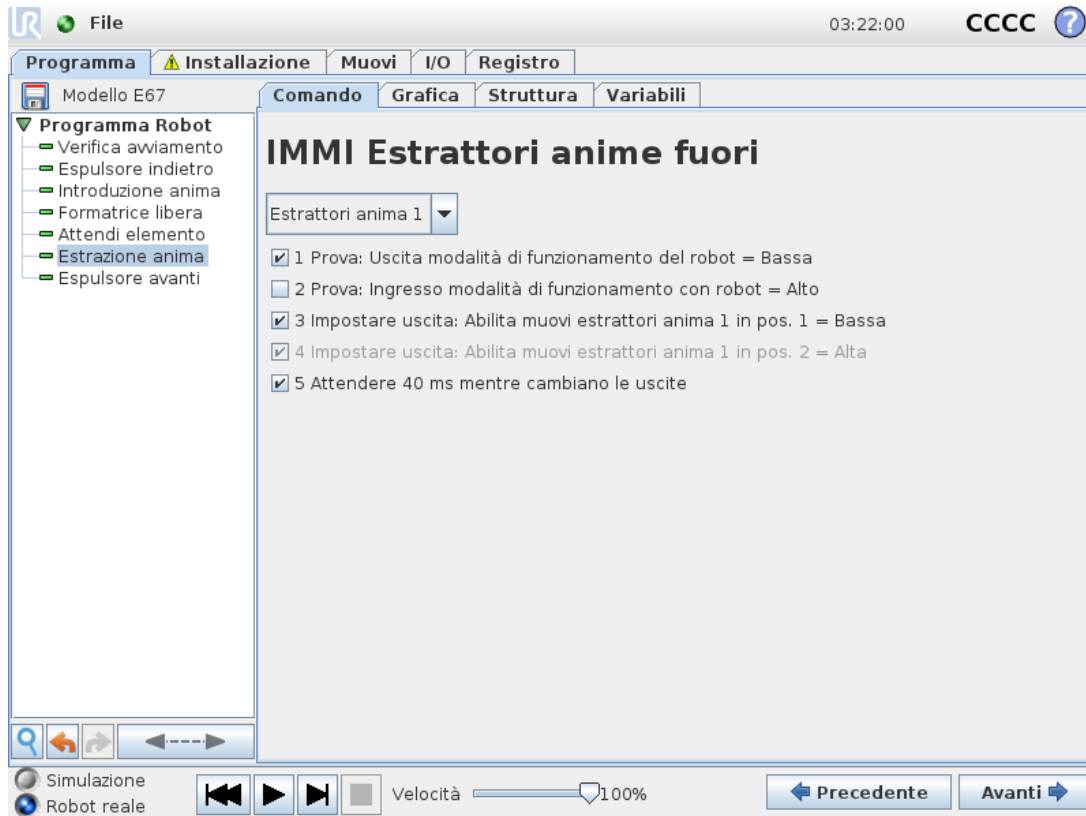 UR File 03:22:00 CCCC ?
Programma Installazione Muovi I/O Registro
Modello E67 Comando Grafica Struttura Variabili
Programma Robot
Verifica avviamento
Espulsore indietro
Introduzione anima
Formatrice libera
Attendi elemento
Estrazione anima
Espulsore avanti
IMMI Estrattori anime fuori
Estrattori anima 1
1 Prova: Uscita modalità di funzionamento del robot = Bassa
2 Prova: Ingresso modalità di funzionamento con robot = Alto
3 Impostare uscita: Abilita muovi estrattori anima 1 in pos. 1 = Bassa
4 Impostare uscita: Abilita muovi estrattori anima 1 in pos. 2 = Alta
5 Attendere 40 ms mentre cambiano le uscite
Simulazione
Robot reale
Velocità 100% Precedente Avanti